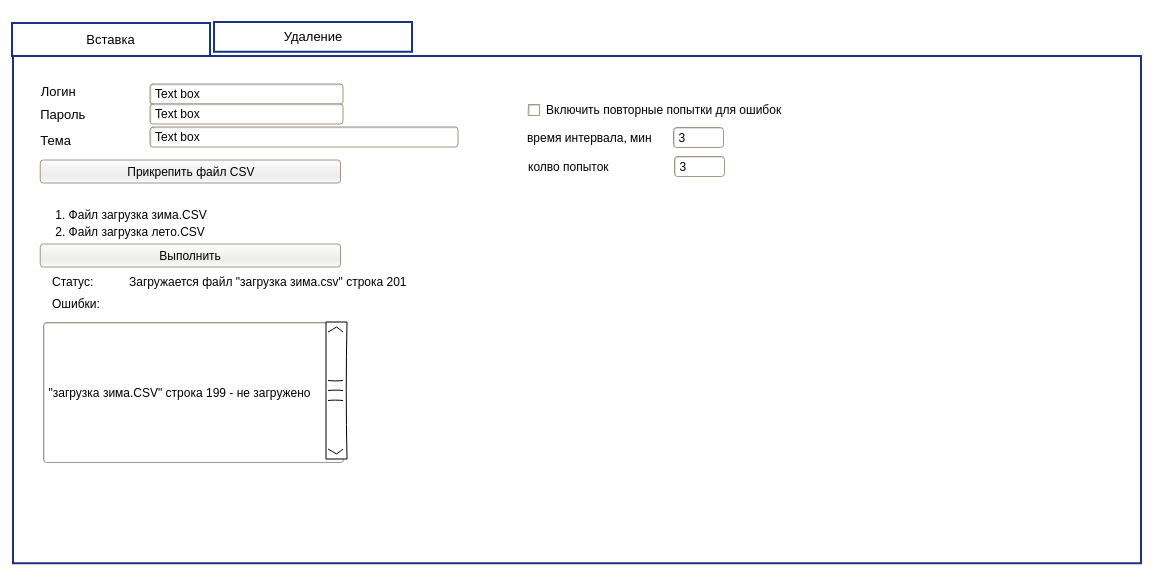 Вставка
Удаление
Логин
Text box
Пароль
Text box
Тема
Text box
Прикрепить файл CSV
1. Файл загрузка зима.CSV
2. Файл загрузка лето.CSV
Выполнить
Статус: Загружается файл "загрузка зима.csv" строка 201
Ошибки:
"загрузка зима.CSV" строка 199 - не загружено
Включить повторные попытки для ошибок
время интервала, мин 3
колво попыток 3